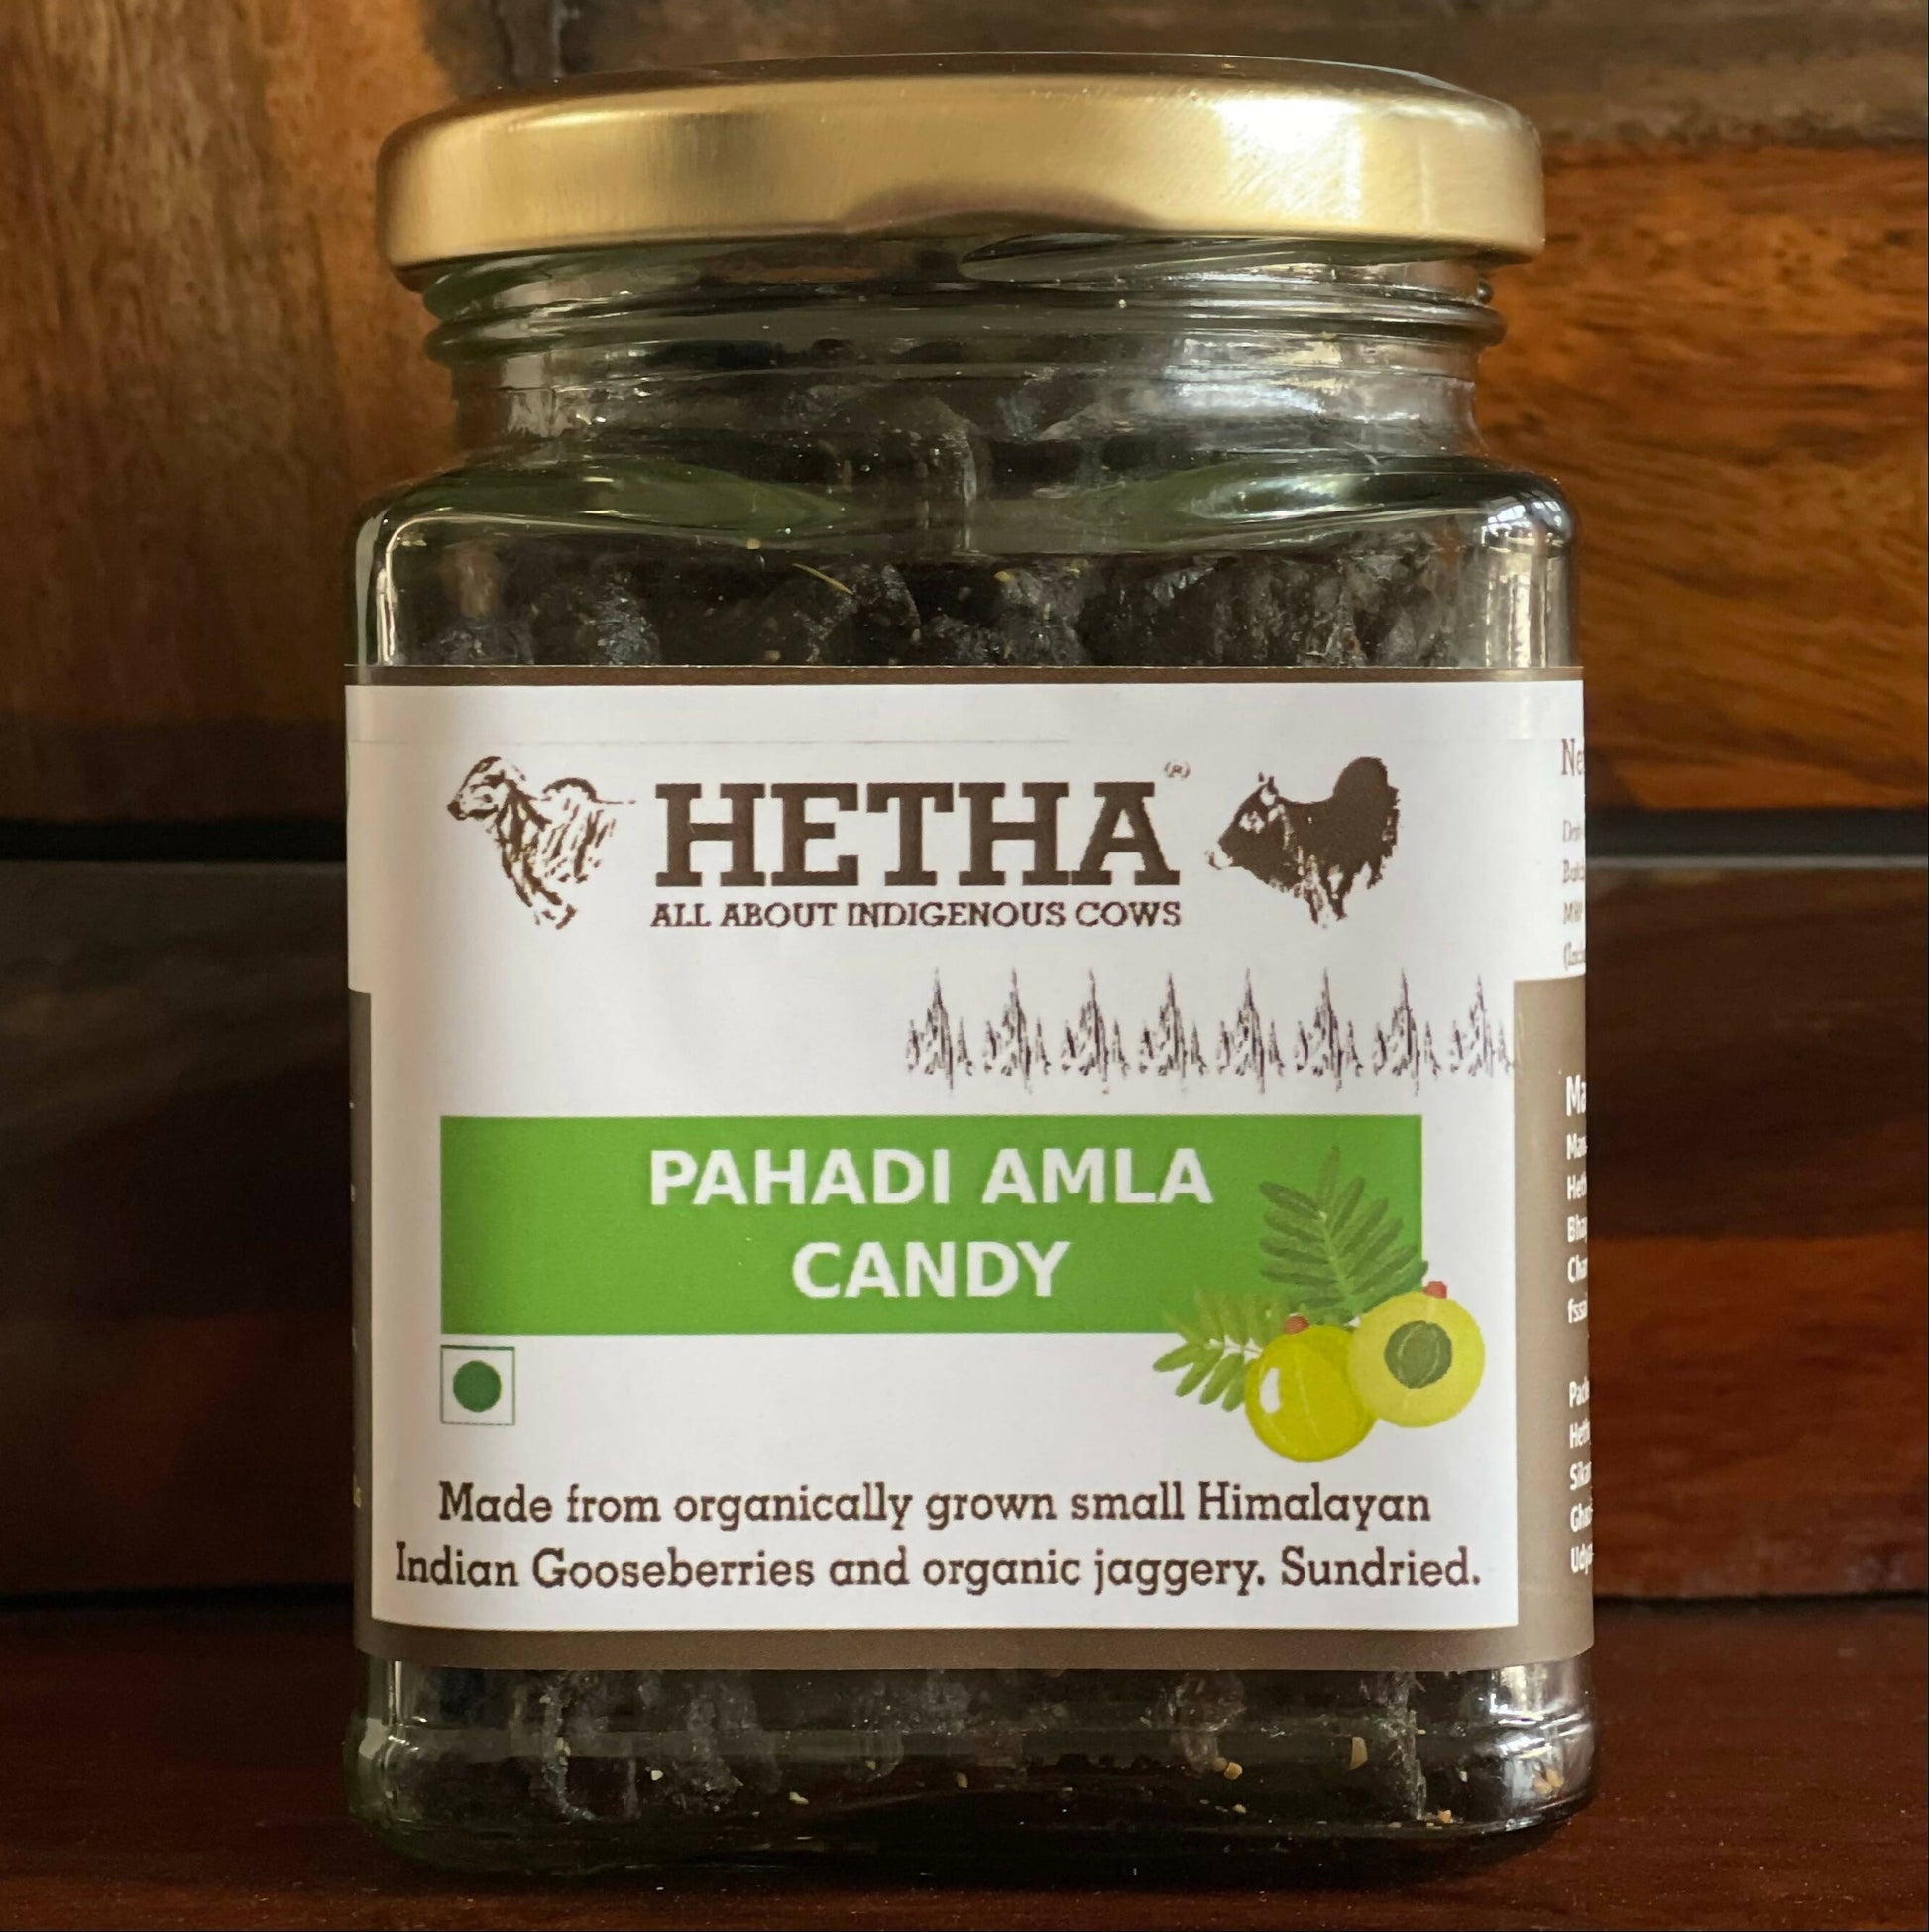 HETHA
ALL ABOUT INDIGENOUS COWS
PAHADI AMLA
CANDY
Made from organically grown small Himalayan
Indian Gooseberries and organic jaggery. Sundried.